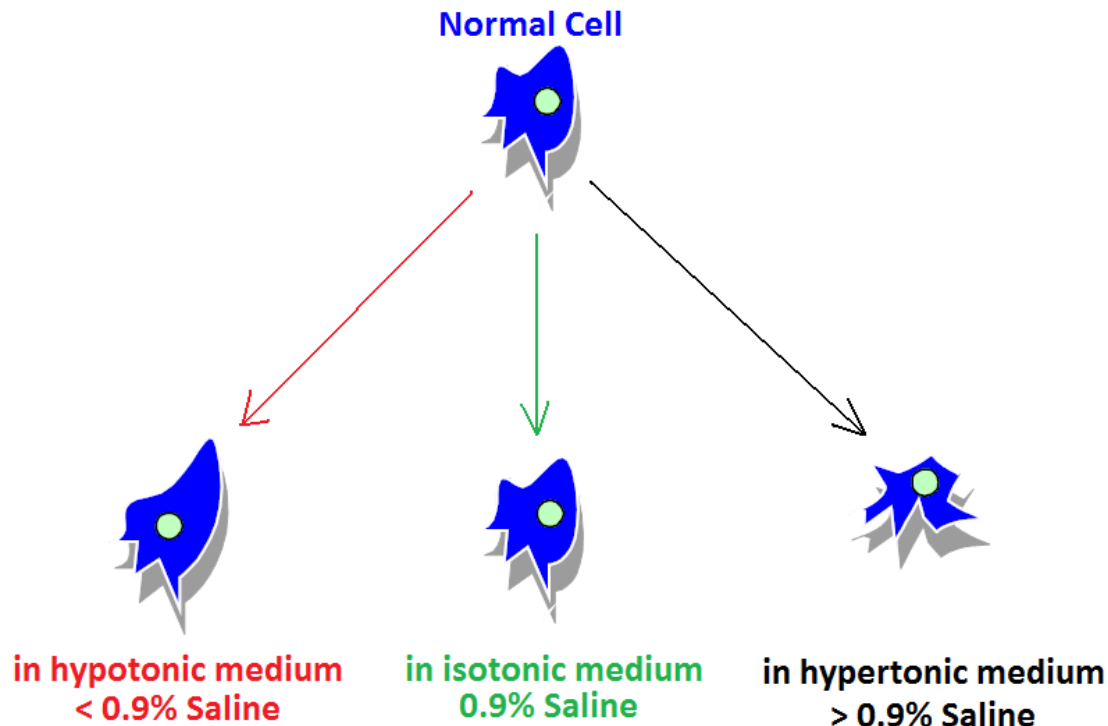 Normal Cell
in hypotonic medium
< 0.9% Saline
in isotonic medium
0.9% Saline
in hypertonic medium
> 0.9% Saline